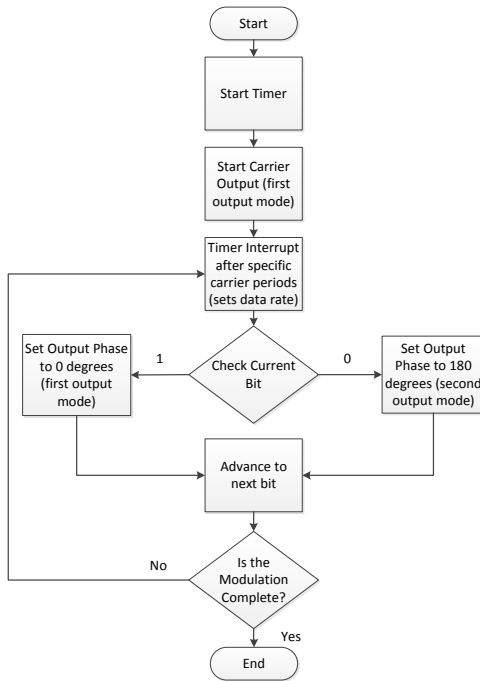 Start
Start Timer
Start Carrier
Output (first
output mode)
Timer Interrupt
after specific
carrier periods
(sets data rate)
Set Output Phase
to 0 degrees
(first output
mode)
1
Check Current
Bit
0
Set Output
Phase to 180
degrees (second
output mode)
Advance to
next bit
No
Is the
Modulation
Complete?
Yes
End